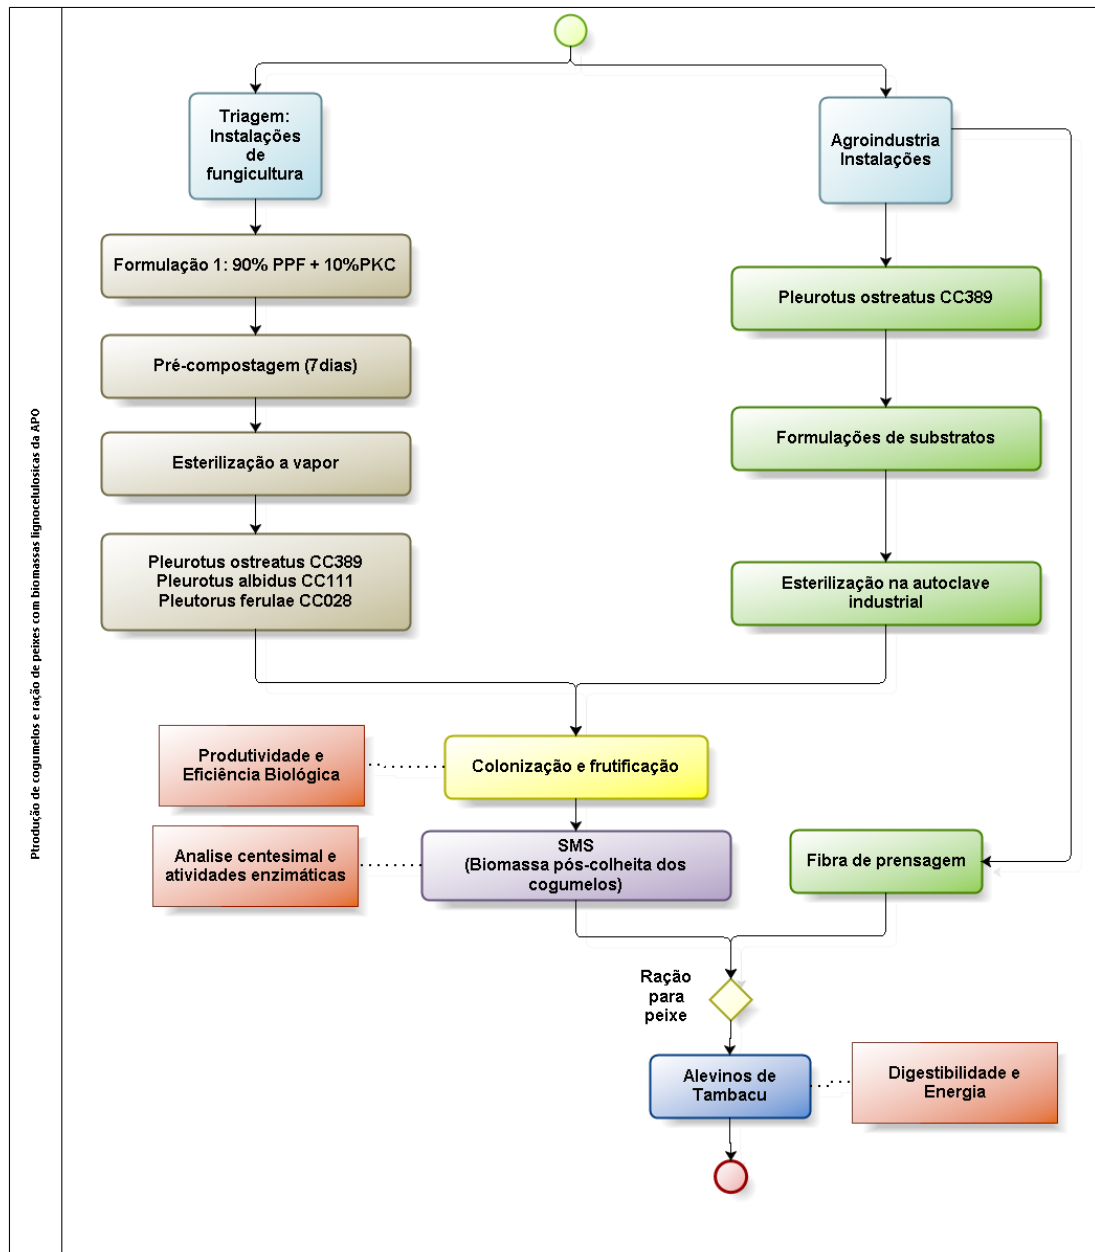 Ptrodução de cogumelos e ração de peixes com biomassas lignocelulosicas da APO
Triagem:
Instalações
de
fungicultura
Agroindustria
Instalações
Formulação 1: 90% PPF + 10%PKC
Pleurotus ostreatus CC389
Pré-compostagem (7dias)
Formulações de substratos
Esterilização a vapor
Pleurotus ostreatus CC389
Pleurotus albidus CC111
Pleutorus ferulae CC028
Esterilização na autoclave
industrial
Produtividade e
Eficiência Biológica
Colonização e frutificação
Analise centesimal e
atividades enzimáticas
SMS
(Biomassa pós-colheita dos
cogumelos)
Fibra de prensagem
Ração
para
peixe
Alevinos de
Tambacu
Digestibilidade e
Energia